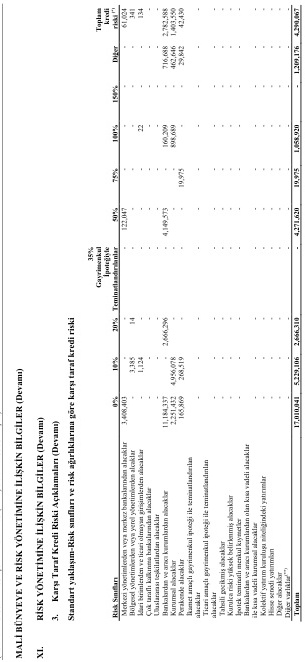 MALİ BÜNYEYE VE RİSK YÖNETİMİNE İLİŞKİN BİLGİLER (Devamı)
XI. RİSK YÖNETİMİNE İLİŞKİN BİLGİLER (Devamı)
3. Karşı Taraf Kredi Riski Açıklamaları (Devamı)
Standart yaklaşım-Risk sınıfları ve risk ağırlıklarına göre karşı taraf kredi riski
Risk Sınıfları 0% 10% 20% 35% Gayrimenkul İpoteğiyle Teminatlandırılanlar 50% 75% 100% 150% Diğer Toplam kredi riski (*)
Merkezi yönetimlerden veya merkez bankalarından alacaklar 3,408,403 - - - 122,047 - - - - 61,024
Bölgesel yönetimlerden veya yerel yönetimlerden alacaklar - 3,385 14 - - - - - - 341
İdari birimlerden ve ticari olmayan girişimlerden alacaklar - 1,124 - - - - 22 - - 134
Çok taraflı kalkınma bankalarından alacaklar - - - - - - - - - -
Uluslararası teşkilatlardan alacaklar - - - - - - - - - -
Bankalardan ve aracı kurumlardan alacaklar 11,184,337 - 2,666,296 - 4,149,573 - 160,209 - 716,688 2,782,588
Kurumsal alacaklar 2,251,432 4,956,078 - - - - 898,689 - 462,646 1,403,550
Perakende alacaklar 165,869 268,519 - - - 19,975 - - 29,842 42,430
İkamet amaçlı gayrimenkul ipoteği ile teminatlandırılan
alacaklar - - - - - - - - - -
Ticari amaçlı gayrimenkul ipoteği ile teminatlandırılan
alacaklar - - - - - - - - - -
Tahsili gecikmiş alacaklar - - - - - - - - - -
Kurulca riski yüksek belirlenmiş alacaklar - - - - - - - - - -
İpotek teminatlı menkul kıymetler - - - - - - - - - -
Bankalardan ve aracı kurumlardan olan kısa vadeli alacaklar
ile kısa vadeli kurumsal alacaklar - - - - - - - - - -
Kolektif yatırım kuruluşu niteliğindeki yatırımlar - - - - - - - - - -
Hisse senedi yatırımları - - - - - - - - - -
Diğer alacaklar - - - - - - - - - -
Diğer varlıklar(**) - - - - - - - - - -
Toplam 17,010,041 5,229,106 2,666,310 - 4,271,620 19,975 1,058,920 - 1,209,176 4,290,067